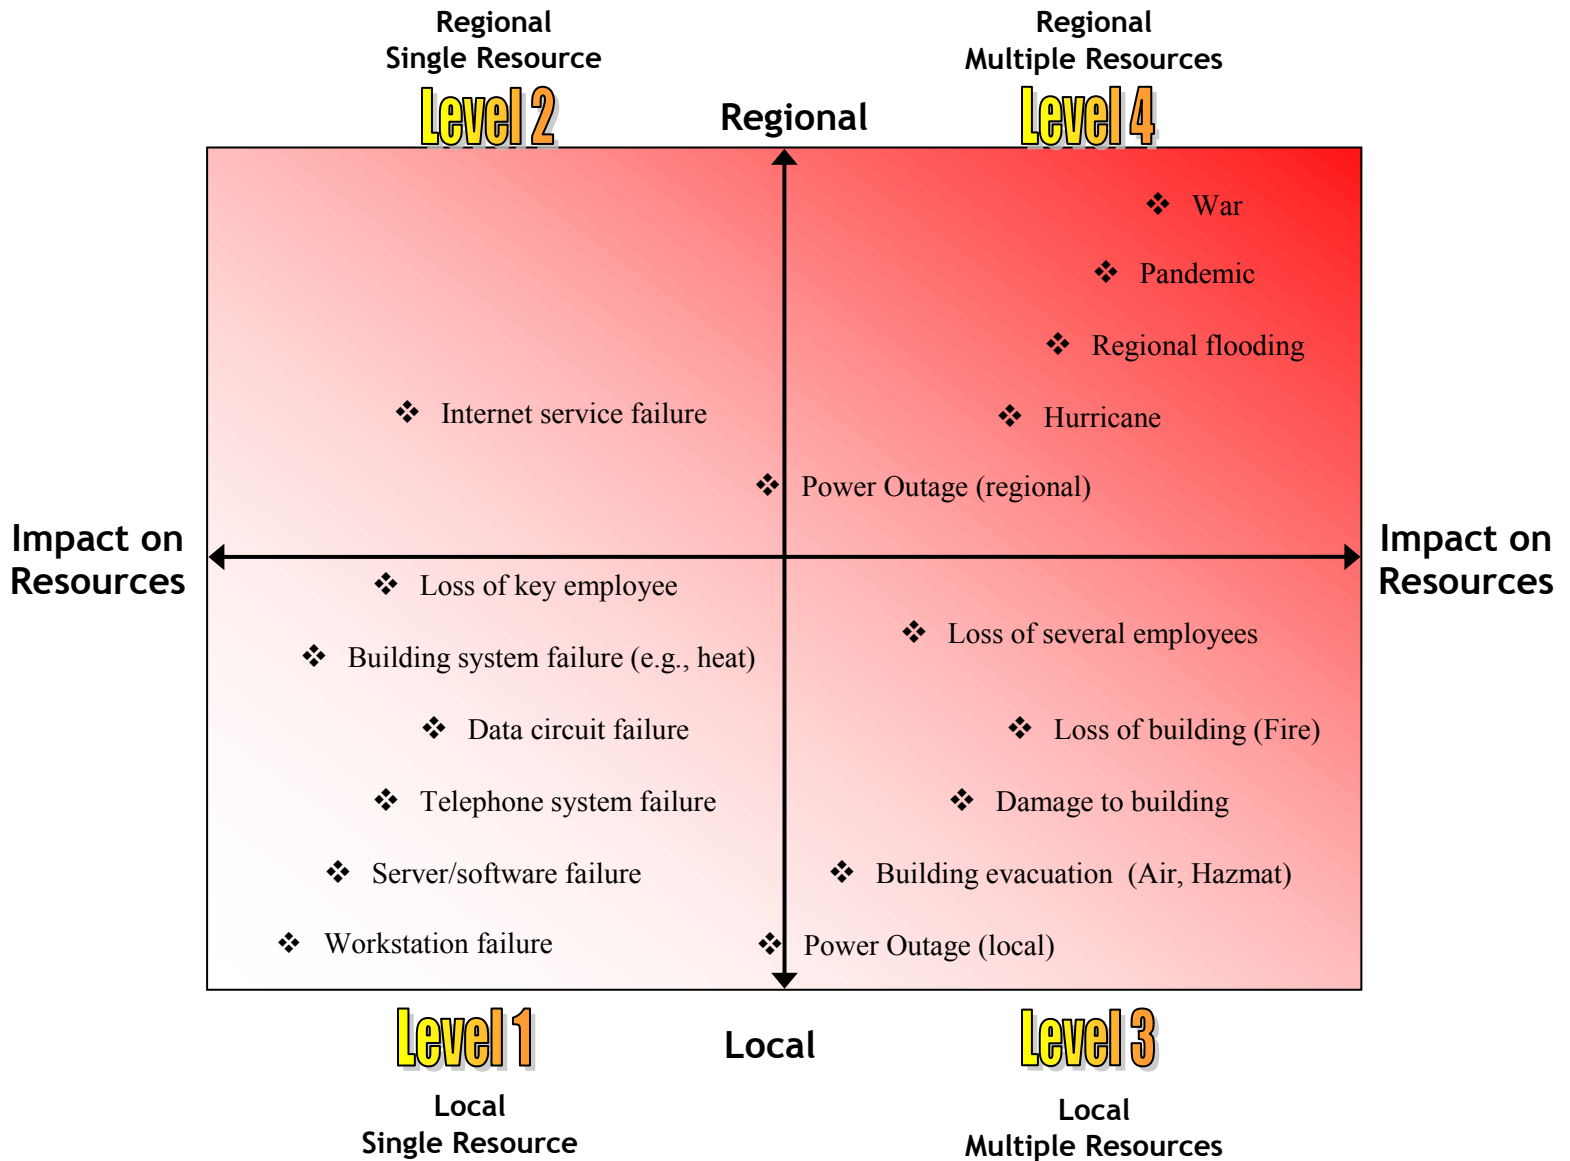 Regional
Single Resource
Level 2
Regional
Regional
Multiple Resources
Level 4
War
Pandemic
Regional flooding
Internet service failure
Hurricane
Power Outage (regional)
Impact on
Resources
Impact on
Resources
Loss of key employee
Loss of several employees
Building system failure (e.g., heat)
Data circuit failure
Loss of building (Fire)
Telephone system failure
Damage to building
Server/software failure
Building evacuation (Air, Hazmat)
Workstation failure
Power Outage (local)
Level 1
Local
Single Resource
Local
Level 3
Local
Multiple Resources